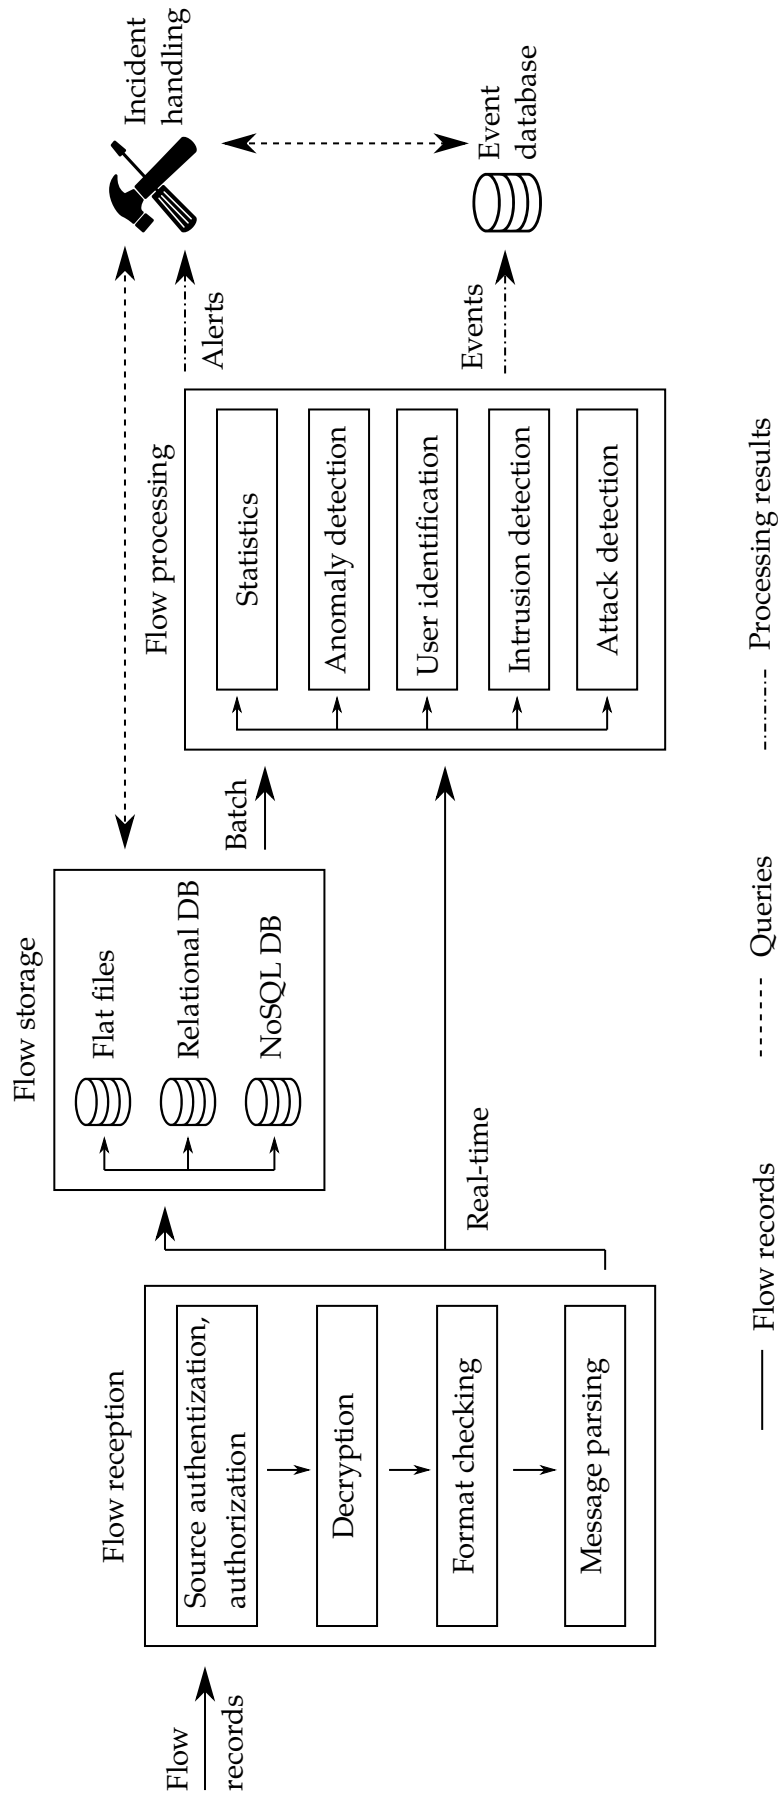 Flow
records
Flow reception
Source authentization,
authorization
Decryption
Format checking
Message parsing
Flow storage
Flat files
Relational DB
NoSQL DB
Batch
Real-time
Flow processing
Statistics
Anomaly detection
User identification
Intrusion detection
Attack detection
Alerts
Events
Incident
handling
Event
database
Flow records
Queries
Processing results